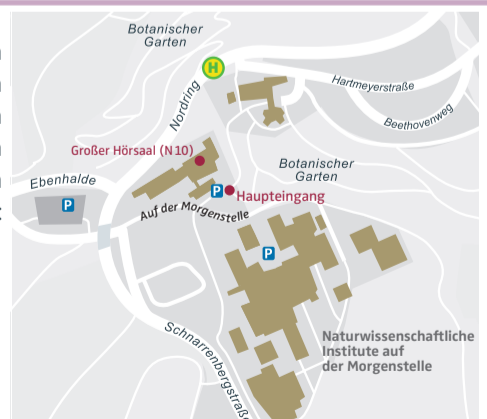 Botanischer
Garten
H
Nordring
Hartmeyerstraße
Beethovenweg
Großer Hörsaal (N10)
Botanischer
Garten
Ebenhalde
P
P
Haupteingang
Auf der Morgenstelle
P
Schnarrenbergstraße
Naturwissenschaftliche
Institute auf
der Morgenstelle